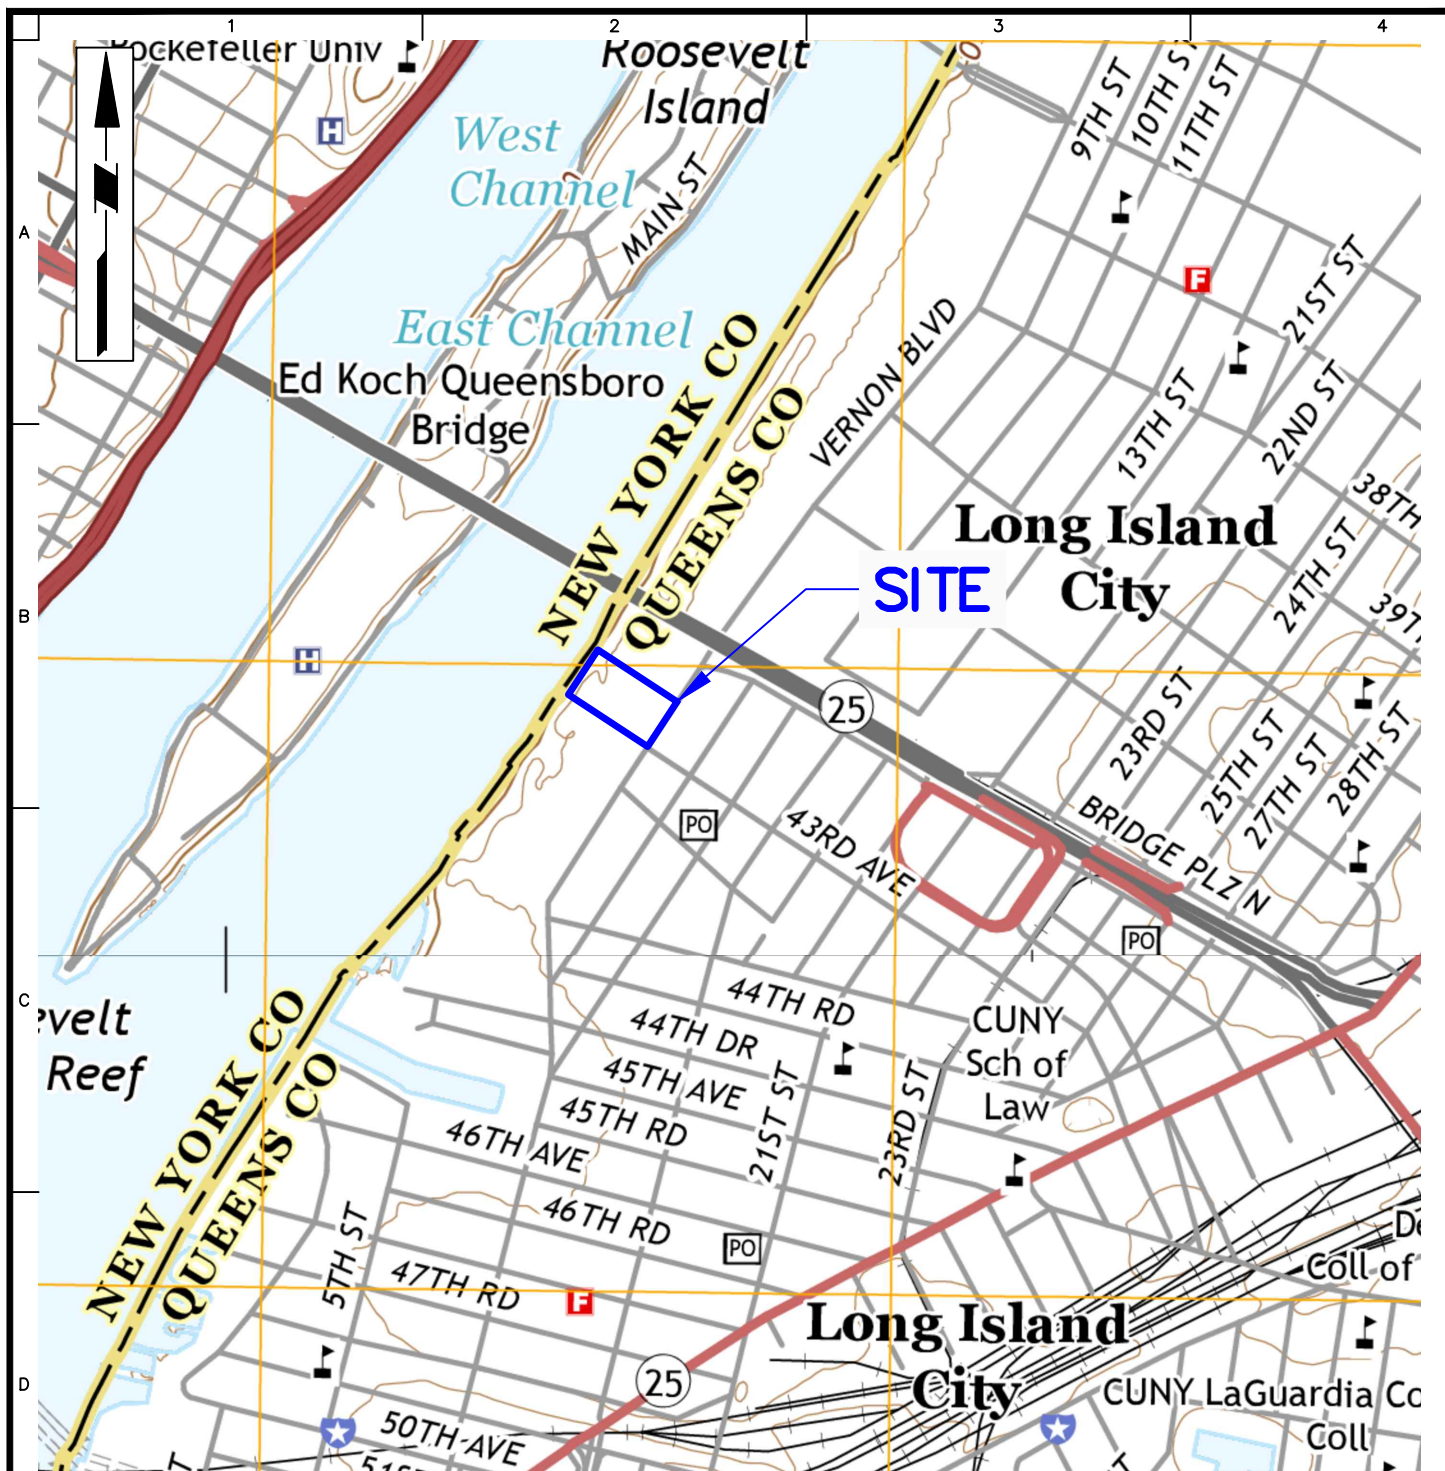 1
2
3
4
Rockefeller Univ
Roosevelt
Island
H
West
Channel
MAIN ST
9TH ST
10TH ST
11TH ST
A
F
21ST ST
East Channel
NEW YORK CO
QUEENS CO
VERNON BLVD
Ed Koch Queensboro
Bridge
13TH ST
22ND ST
38TH
Long Island
City
24TH ST
39T
SITE
B
H
25
23RD ST
25TH ST
27TH ST
28TH ST
PO
43RD AVE
BRIDGE PLZ N
PO
C
evelt
Reef
44TH RD
44TH DR
45TH AVE
45TH RD
46TH AVE
21ST ST
23RD ST
CUNY
Sch of
Law
NEW YORK CO
QUEENS CO
46TH RD
PO
5TH ST
47TH RD
F
De
Coll of
Long Island
City
25
D
CUNY LaGuardia Co
Coll
50TH AVE
51S
T
T